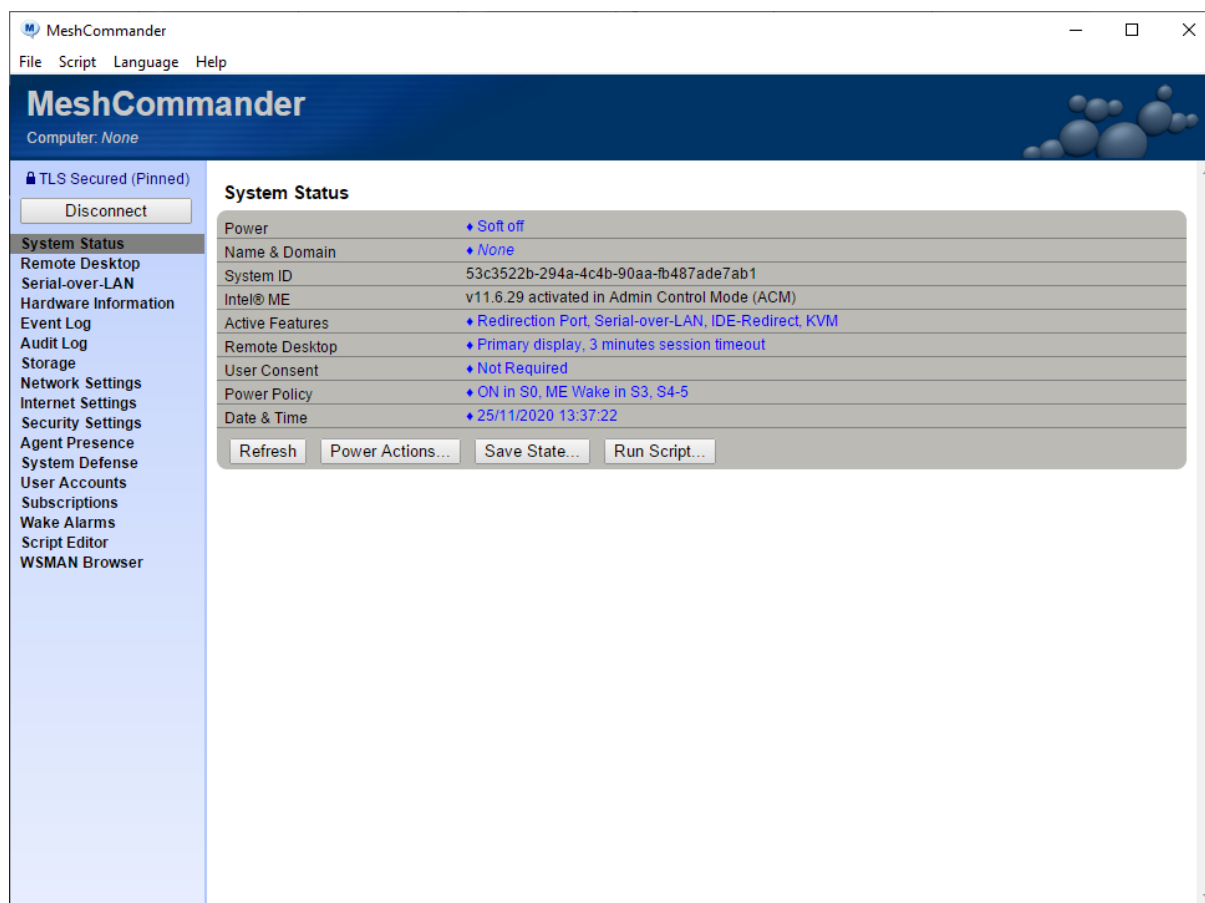 MeshCommander
File Script Language Help
MeshCommander
Computer: None
TLS Secured (Pinned)
Disconnect
System Status
Remote Desktop
Serial-over-LAN
Hardware Information
Event Log
Audit Log
Storage
Network Settings
Internet Settings
Security Settings
Agent Presence
System Defense
User Accounts
Subscriptions
Wake Alarms
Script Editor
WSMAN Browser
System Status
Power ♦ Soft off
Name & Domain ♦ None
System ID 53c3522b-294a-4c4b-90aa-fb487ade7ab1
Intel® ME v11.6.29 activated in Admin Control Mode (ACM)
Active Features ♦ Redirection Port, Serial-over-LAN, IDE-Redirect, KVM
Remote Desktop ♦ Primary display, 3 minutes session timeout
User Consent ♦ Not Required
Power Policy ♦ ON in S0, ME Wake in S3, S4-5
Date & Time ♦ 25/11/2020 13:37:22
Refresh Power Actions... Save State... Run Script...